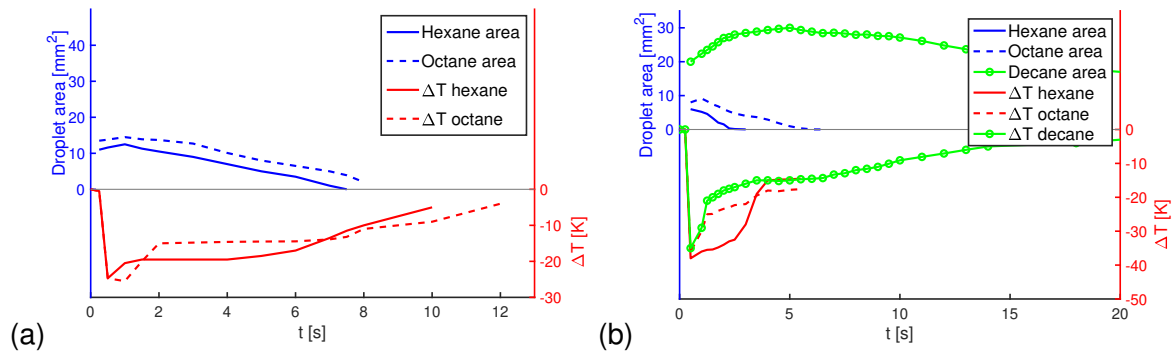 Hexane area
Octane area
ΔT hexane
ΔT octane
Droplet area [mm²]
40
30
20
10
0
0
-10
-20
-30
ΔT [K]
0
2
4
6
8
10
12
t [s]
(a)
Hexane area
Octane area
Decane area
ΔT hexane
ΔT octane
ΔT decane
Droplet area [mm²]
30
20
10
0
0
-10
-20
-30
-40
-50
ΔT [K]
0
5
10
15
20
t [s]
(b)